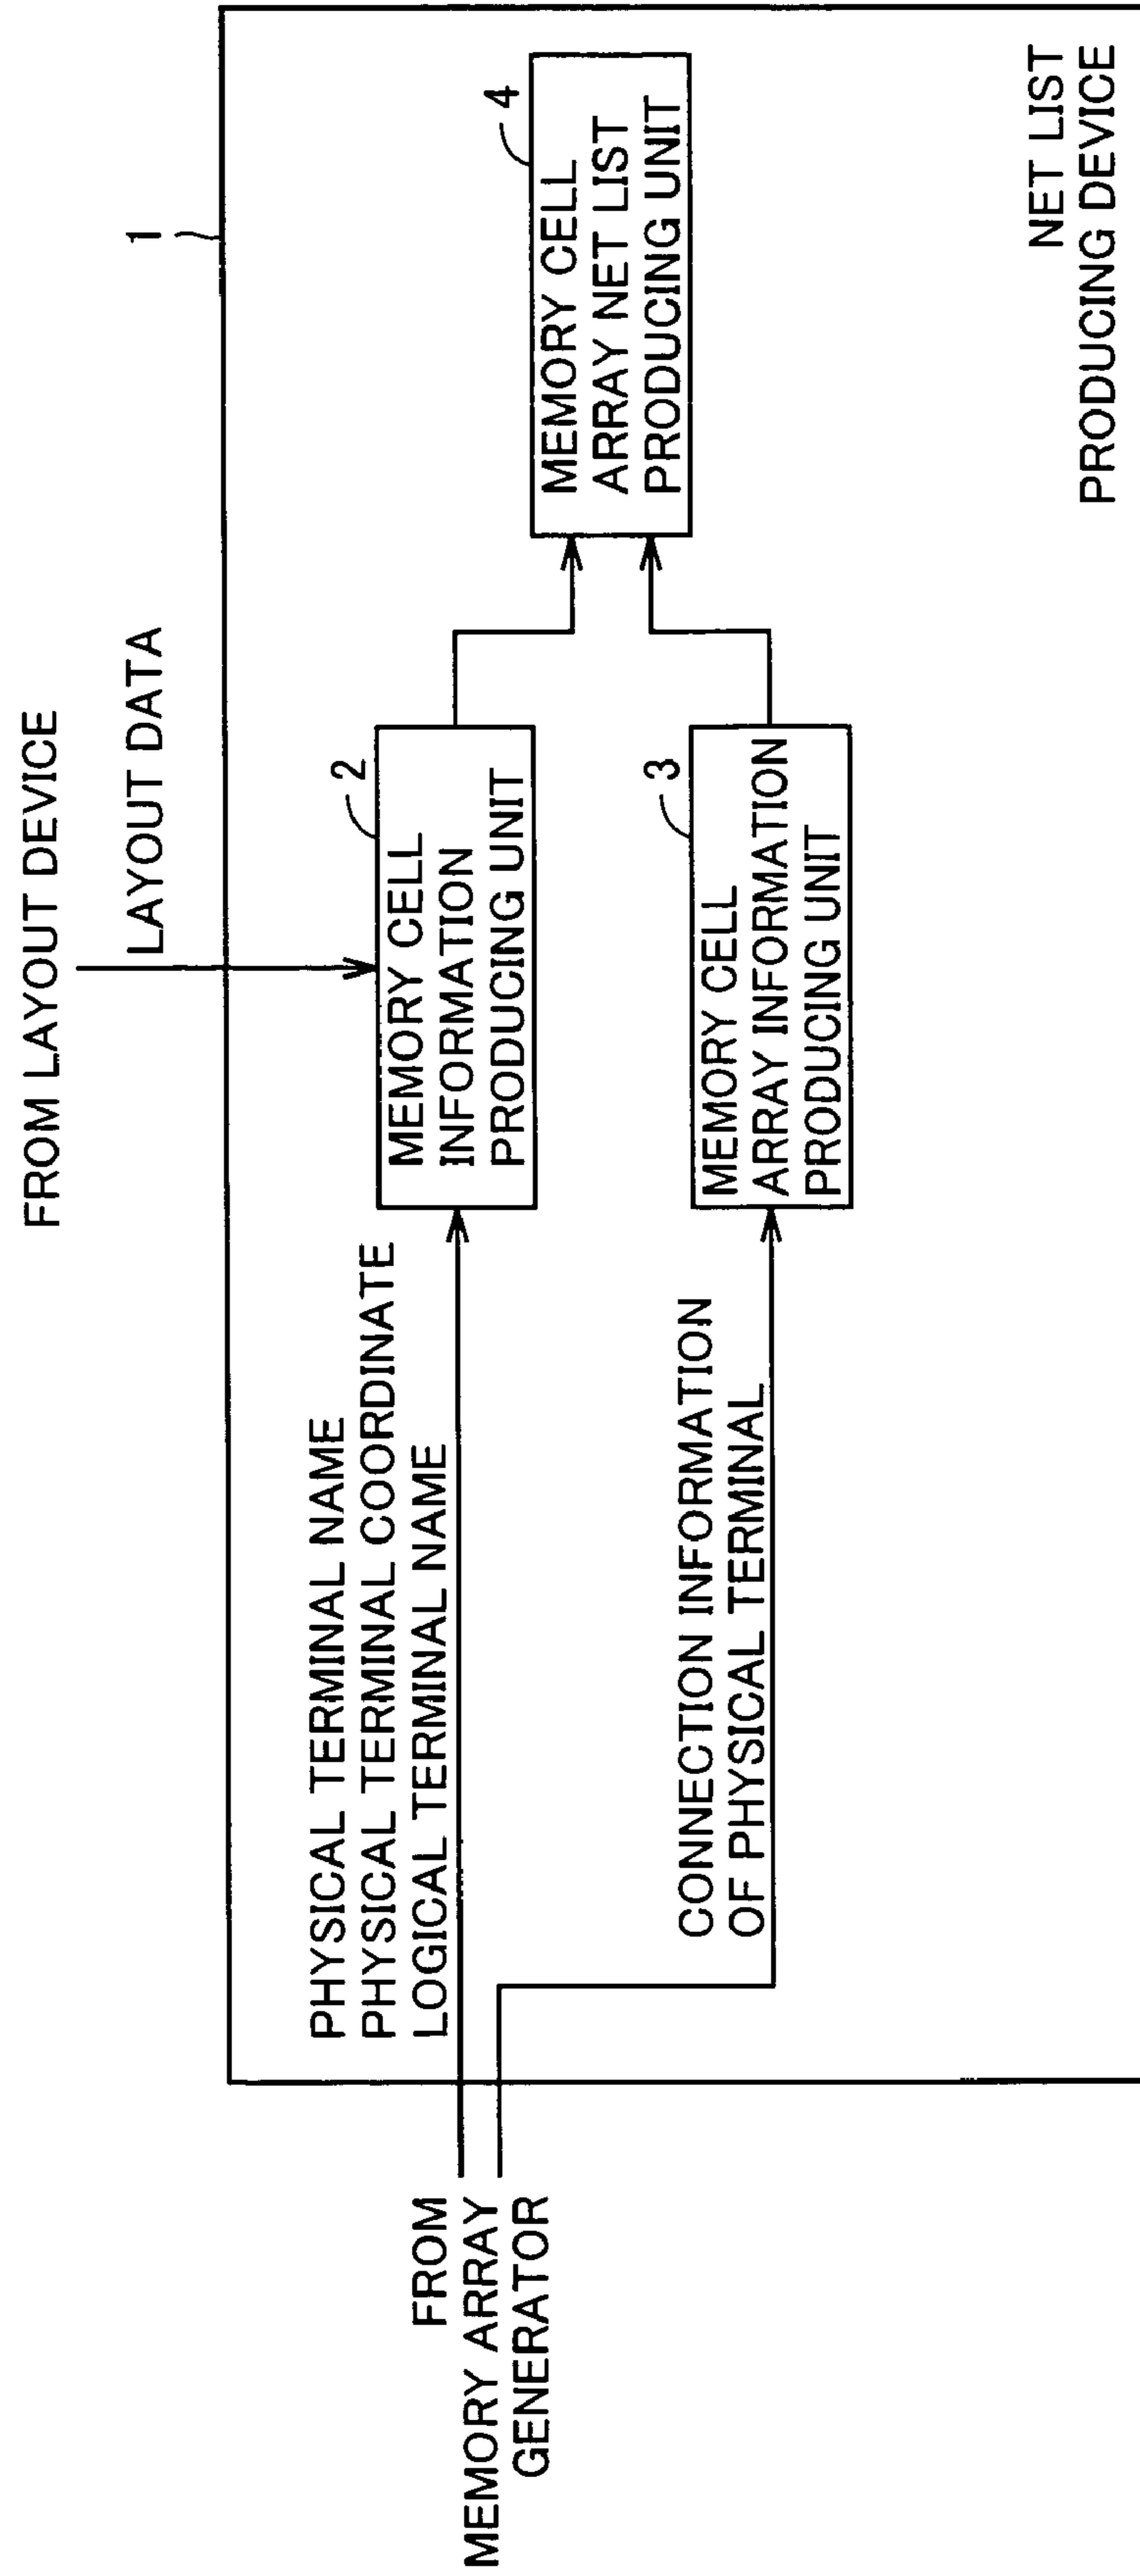 FROM LAYOUT DEVICE
LAYOUT DATA
1
PHYSICAL TERMINAL NAME
PHYSICAL TERMINAL COORDINATE
LOGICAL TERMINAL NAME
FROM
MEMORY ARRAY
GENERATOR
2
MEMORY CELL
INFORMATION
PRODUCING UNIT
4
MEMORY CELL
ARRAY NET LIST
PRODUCING UNIT
CONNECTION INFORMATION
OF PHYSICAL TERMINAL
3
MEMORY CELL
ARRAY INFORMATION
PRODUCING UNIT
NET LIST
PRODUCING DEVICE